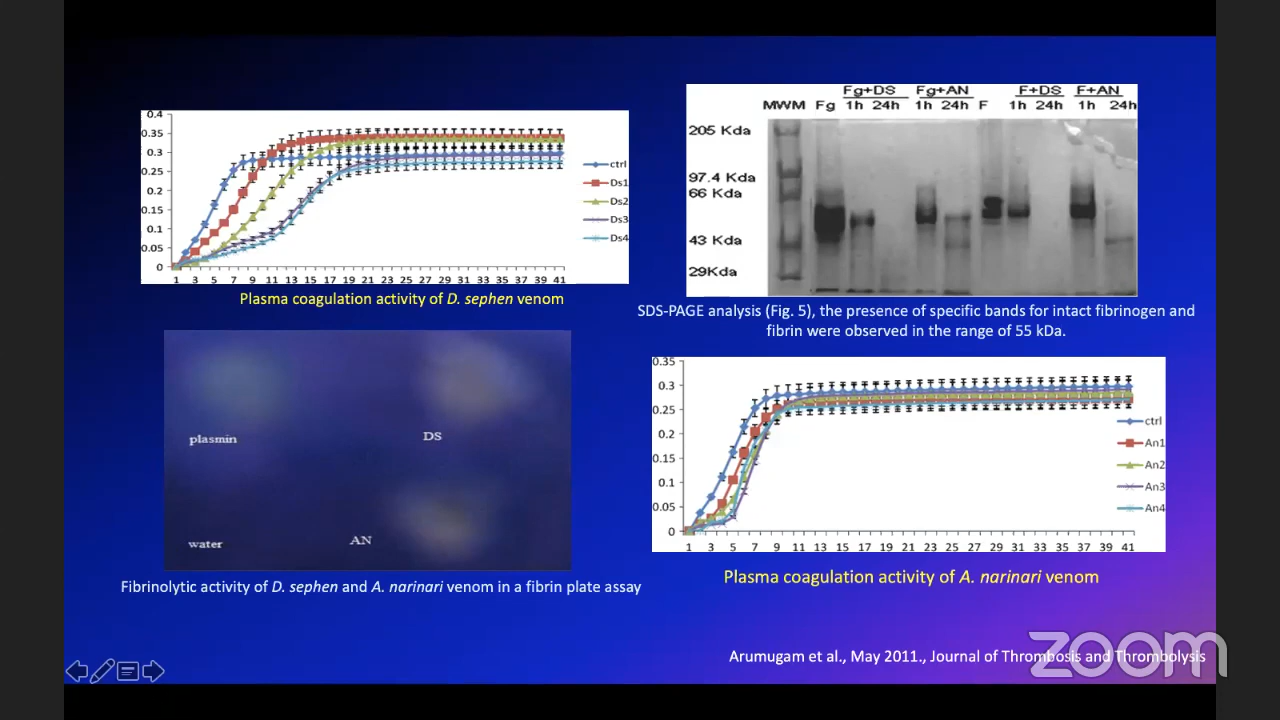 0.4
0.35
0.3
0.25
0.2
0.15
0.1
0.05
0
1 3 5 7 9 11 13 15 17 19 21 23 25 27 29 31 33 35 37 39 41
ctrl
Ds1
Ds2
Ds3
Ds4
Plasma coagulation activity of D. sephen venom
Fg+DS Fg+AN F+DS F+AN
MWM Fg 1h 24h 1h 24h F 1h 24h 1h 24h
205 Kda
97.4 Kda
66 Kda
43 Kda
29Kda
SDS-PAGE analysis (Fig. 5), the presence of specific bands for intact fibrinogen and
fibrin were observed in the range of 55 kDa.
plasmin
DS
water
AN
Fibrinolytic activity of D. sephen and A. narinari venom in a fibrin plate assay
0.35
0.3
0.25
0.2
0.15
0.1
0.05
0
1 3 5 7 9 11 13 15 17 19 21 23 25 27 29 31 33 35 37 39 41
ctrl
An1
An2
An3
An4
Plasma coagulation activity of A. narinari venom
Arumugam et al., May 2011., Journal of Thrombosis and Thrombolysis
zoom